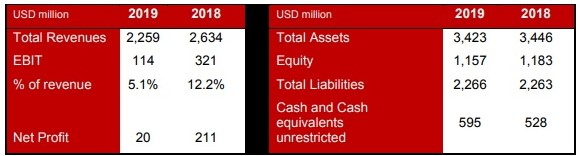 USD million 2019 2018
Total Revenues 2,259 2,634
EBIT 114 321
% of revenue 5.1% 12.2%
Net Profit 20 211
USD million 2019 2018
Total Assets 3,423 3,446
Equity 1,157 1,183
Total Liabilities 2,266 2,263
Cash and Cash
equivalents 595 528
unrestricted